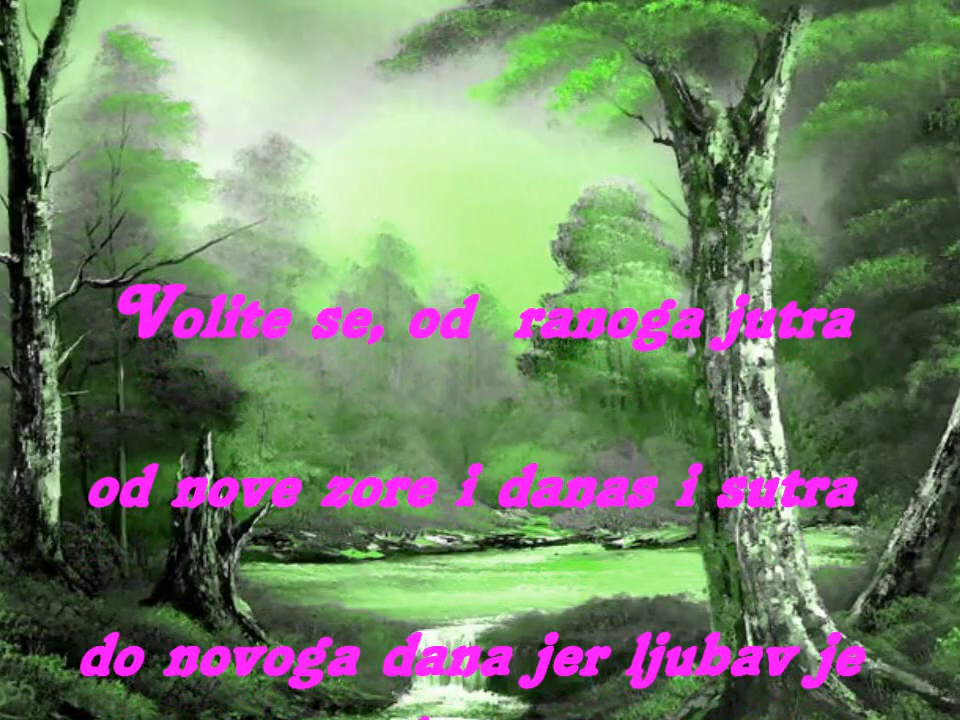 Volite se, od ranoga jutra
od nove zore i danas i sutra
do novoga dana jer ljubav je